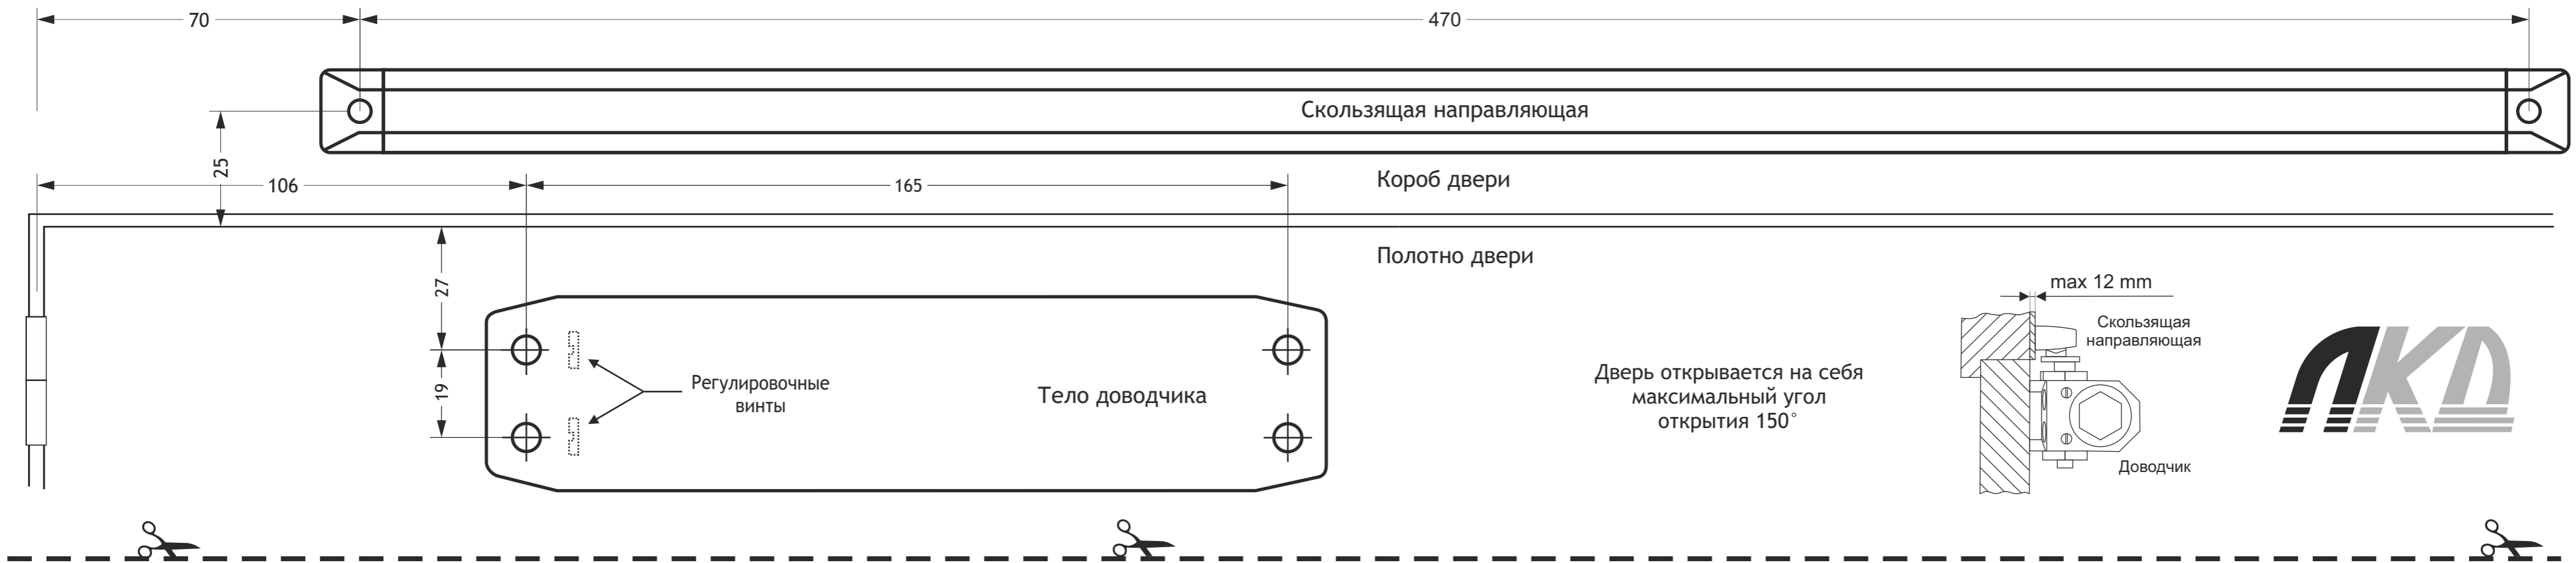 70
470
Скользящая направляющая
25
106
165
Короб двери
Полотно двери
27
19
Регулировочные
винты
Тело доводчика
Дверь открывается на себя
максимальный угол
открытия 150°
max 12 mm
Скользящая
направляющая
Доводчик
ЛКД